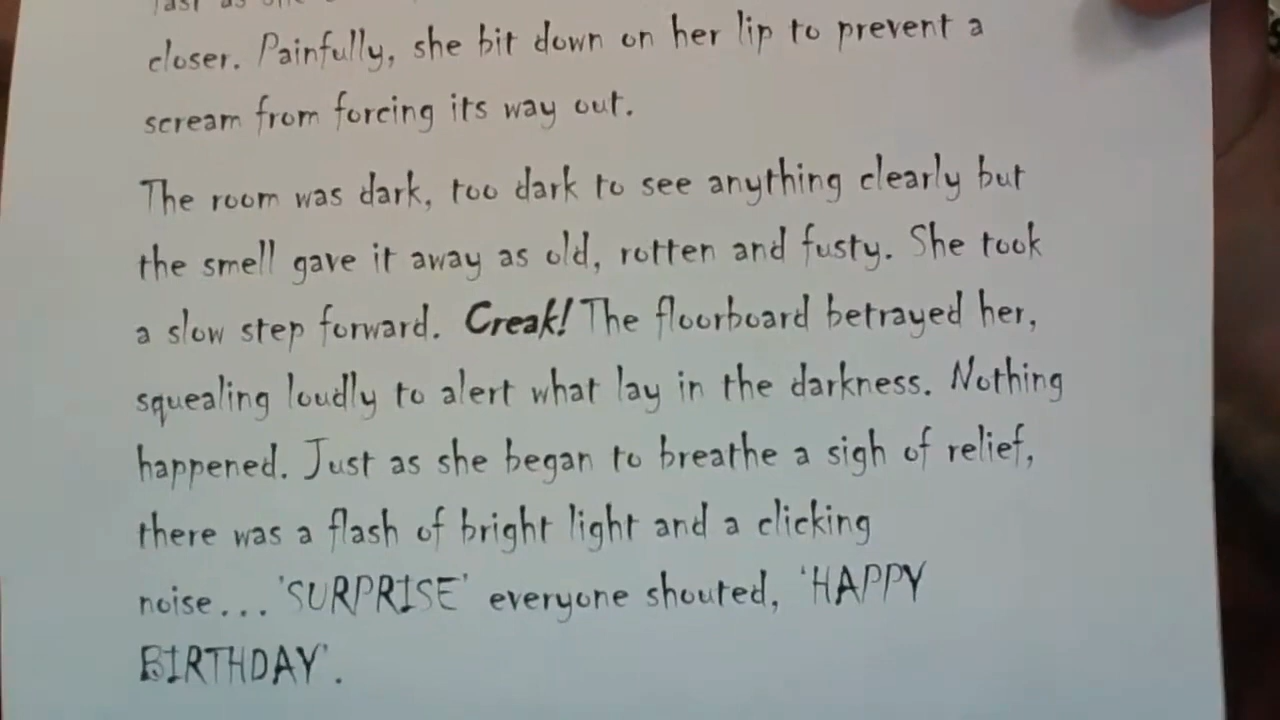 closer. Painfully, she bit down on her lip to prevent a
scream from forcing its way out.
The room was dark, too dark to see anything clearly but
the smell gave it away as old, rotten and fusty. She took
a slow step forward. Creak! The floorboard betrayed her,
squealing loudly to alert what lay in the darkness. Nothing
happened. Just as she began to breathe a sigh of relief,
there was a flash of bright light and a clicking
noise... 'SURPRISE' everyone shouted, 'HAPPY
BIRTHDAY'.